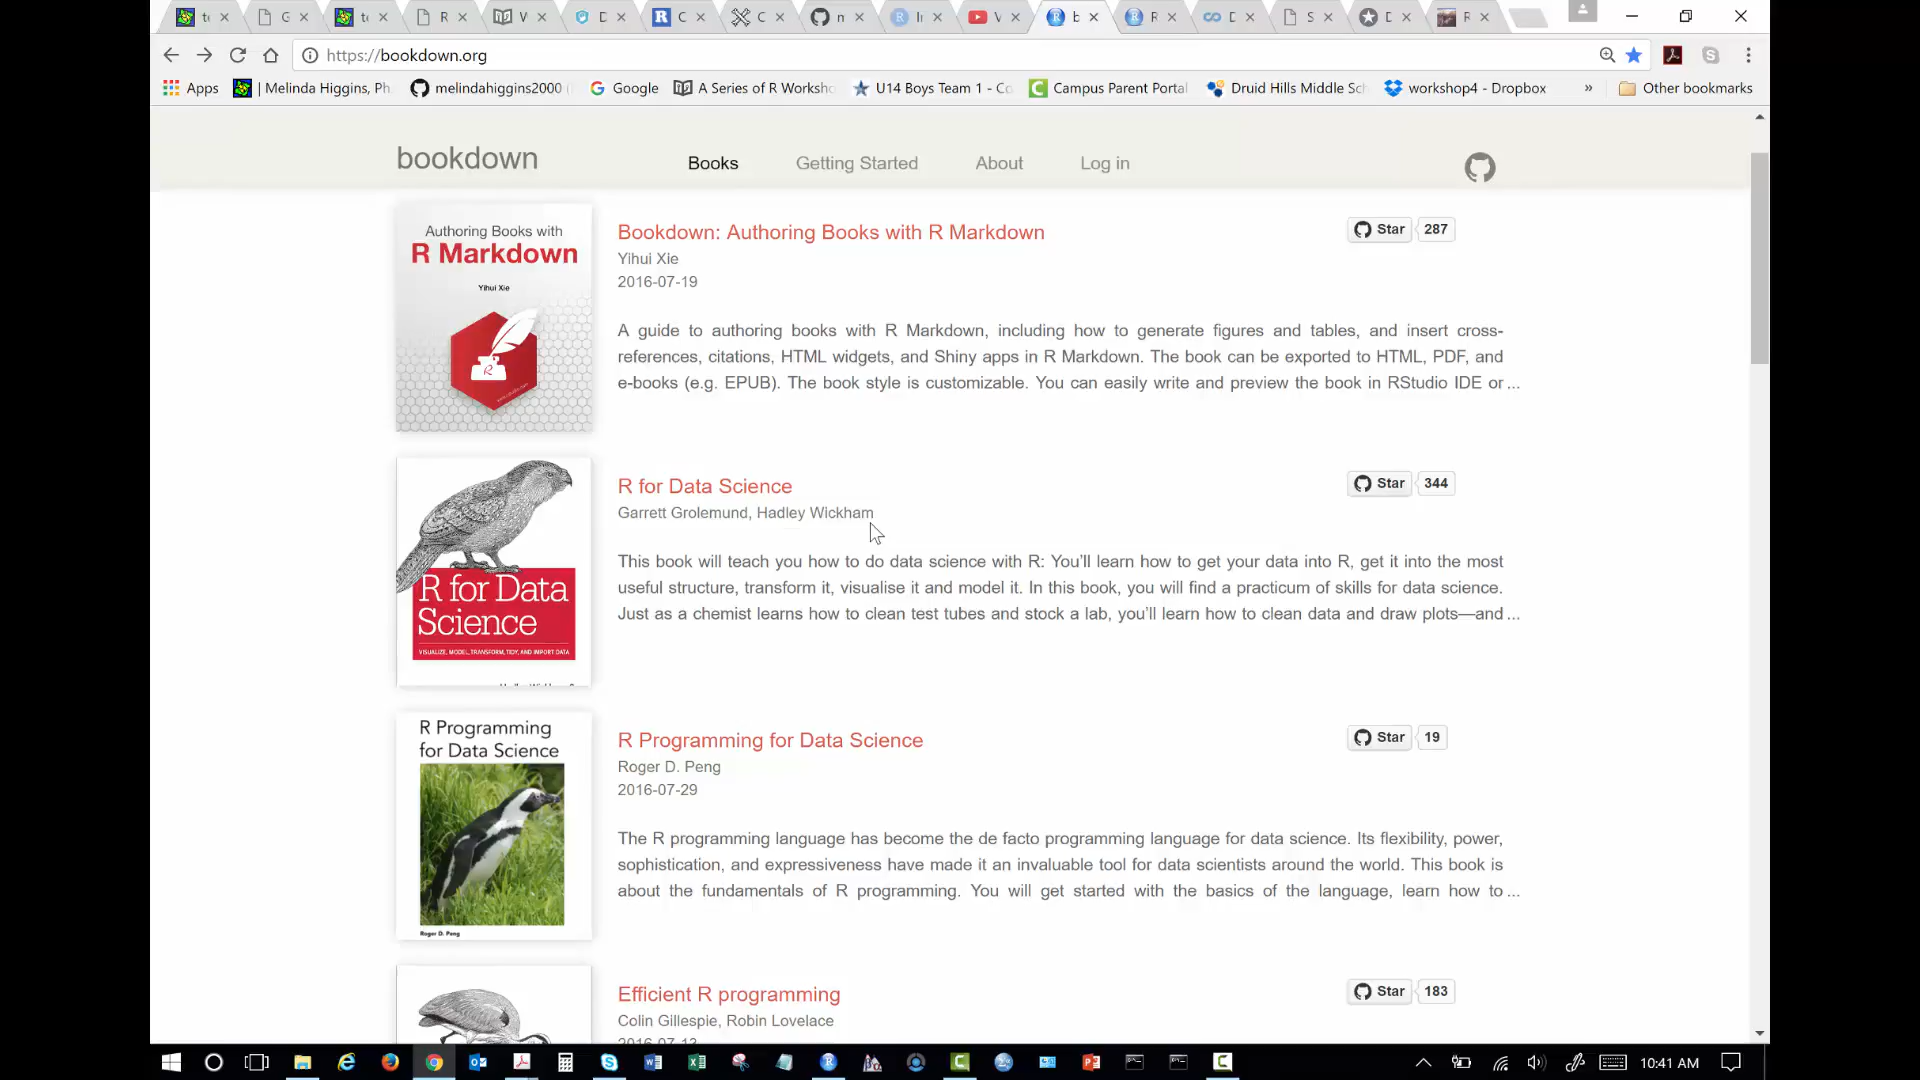 te
G
te
R
W
D
C
C
n
In
V
b
R
D
S
D
F
https://bookdown.org
Apps
| Melinda Higgins, Ph.
melindahiggins2000
Google
A Series of R Worksho
U14 Boys Team 1 - Co
Campus Parent Portal
Druid Hills Middle Sch
workshop4 - Dropbox
»
Other bookmarks
bookdown
Books
Getting Started
About
Log in
Authoring Books with
R Markdown
Yihui Xie
Bookdown: Authoring Books with R Markdown
Star 287
Yihui Xie
2016-07-19
A guide to authoring books with R Markdown, including how to generate figures and tables, and insert cross-
references, citations, HTML widgets, and Shiny apps in R Markdown. The book can be exported to HTML, PDF, and
e-books (e.g. EPUB). The book style is customizable. You can easily write and preview the book in RStudio IDE or ...
R for Data
Science
VISUALIZE, MODEL, TRANSFORM, TIDY, AND IMPORT DATA
R for Data Science
Star 344
Garrett Grolemund, Hadley Wickham
This book will teach you how to do data science with R: You'll learn how to get your data into R, get it into the most
useful structure, transform it, visualise it and model it. In this book, you will find a practicum of skills for data science.
Just as a chemist learns how to clean test tubes and stock a lab, you'll learn how to clean data and draw plots—and ...
R Programming
for Data Science
Roger D. Peng
R Programming for Data Science
Star 19
Roger D. Peng
2016-07-29
The R programming language has become the de facto programming language for data science. Its flexibility, power,
sophistication, and expressiveness have made it an invaluable tool for data scientists around the world. This book is
about the fundamentals of R programming. You will get started with the basics of the language, learn how to ...
Efficient R programming
Star 183
Colin Gillespie, Robin Lovelace
10:41 AM